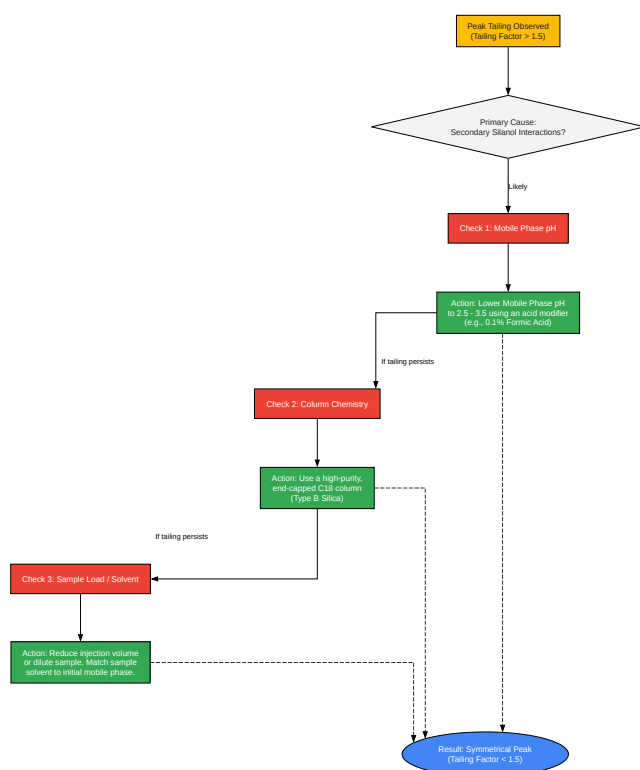 Peak Tailing Observed
(Tailing Factor > 1.5)
Primary Cause:
Secondary Silanol Interactions?
Likely
Check 1: Mobile Phase pH
Action: Lower Mobile Phase pH
to 2.5 - 3.5 using an acid modifier
(e.g., 0.1% Formic Acid)
If tailing persists
Check 2: Column Chemistry
Action: Use a high-purity,
end-capped C18 column
(Type B Silica)
If tailing persists
Check 3: Sample Load / Solvent
Action: Reduce injection volume
or dilute sample. Match sample
solvent to initial mobile phase.
Result: Symmetrical Peak
(Tailing Factor < 1.5)